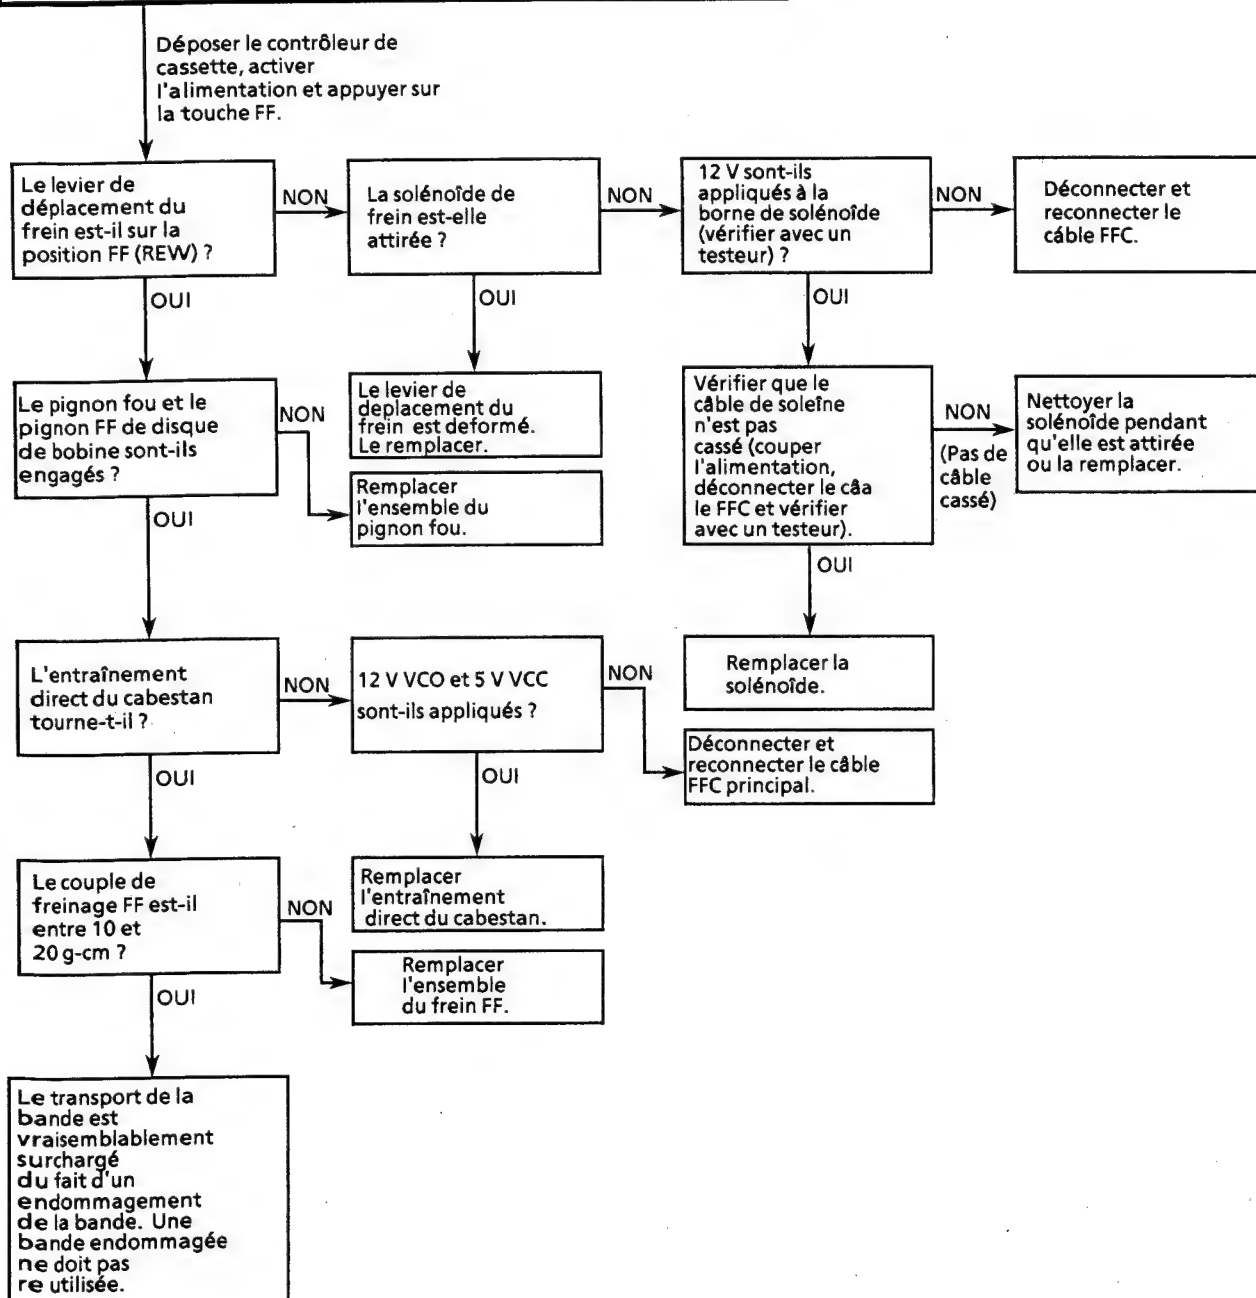 Déposer le contrôleur de
cassette, activer
l'alimentation et appuyer sur
la touche FF.
Le levier de
déplacement du
frein est-il sur la
position FF (REW) ?
NON
La solénoîde de
frein est-elle
attirée ?
NON
12 V sont-ils
appliqués à la
borne de solénoîde
(vérifier avec un
testeur) ?
NON
Déconnecter et
reconnecter le
câble FFC.
OUI
OUI
OUI
Le pignon fou et le
pignon FF de disque
de bobine sont-ils
engagés ?
NON
Le levier de
deplacement du
frein est deformé.
Le remplacer.
Remplacer
l'ensemble du
pignon fou.
Vérifier que le
câble de soleîne
n'est pas
cassé (couper
l'alimentation,
déconnecter le câa
le FFC et vérifier
avec un testeur).
NON
(Pas de
câble
cassé)
Nettoyer la
solénoîde pendant
qu'elle est attirée
ou la remplacer.
OUI
OUI
L'entraînement
direct du cabestan
tourne-t-il ?
NON
12 V VCO et 5 V VCC
sont-ils appliqués ?
NON
Remplacer la
solénoîde.
Déconnecter et
reconnecter le câble
FFC principal.
OUI
OUI
Le couple de
freinage FF est-il
entre 10 et
20 g-cm ?
NON
Remplacer
l'entraînement
direct du cabestan.
Remplacer
l'ensemble
du frein FF.
OUI
Le transport de la
bande est
vraisemblablement
surchargé
du fait d'un
endommagement
de la bande. Une
bande endommagée
ne doit pas
re utilisée.